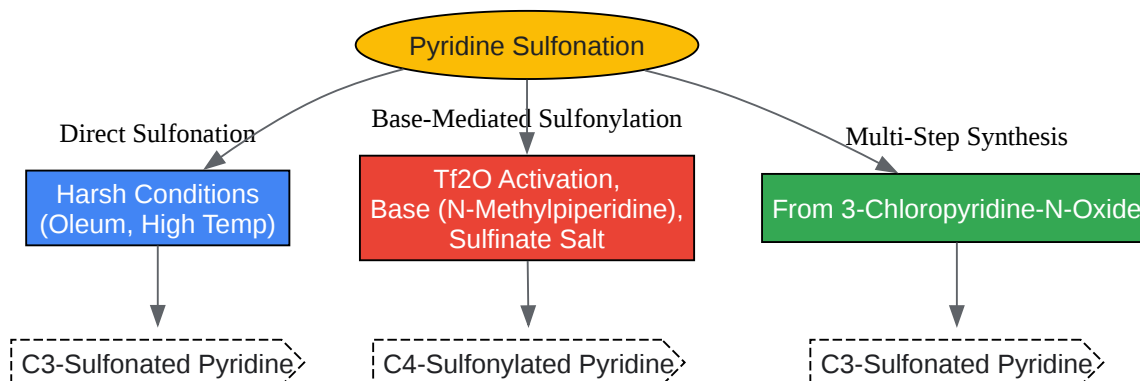 Pyridine Sulfonation
Direct Sulfonation
Base-Mediated Sulfonylation
Multi-Step Synthesis
Harsh Conditions
(Oleum, High Temp)
Tf2O Activation,
Base (N-Methylpiperidine),
Sulfinate Salt
From 3-Chloropyridine-N-Oxide
C3-Sulfonated Pyridine
C4-Sulfonylated Pyridine
C3-Sulfonated Pyridine